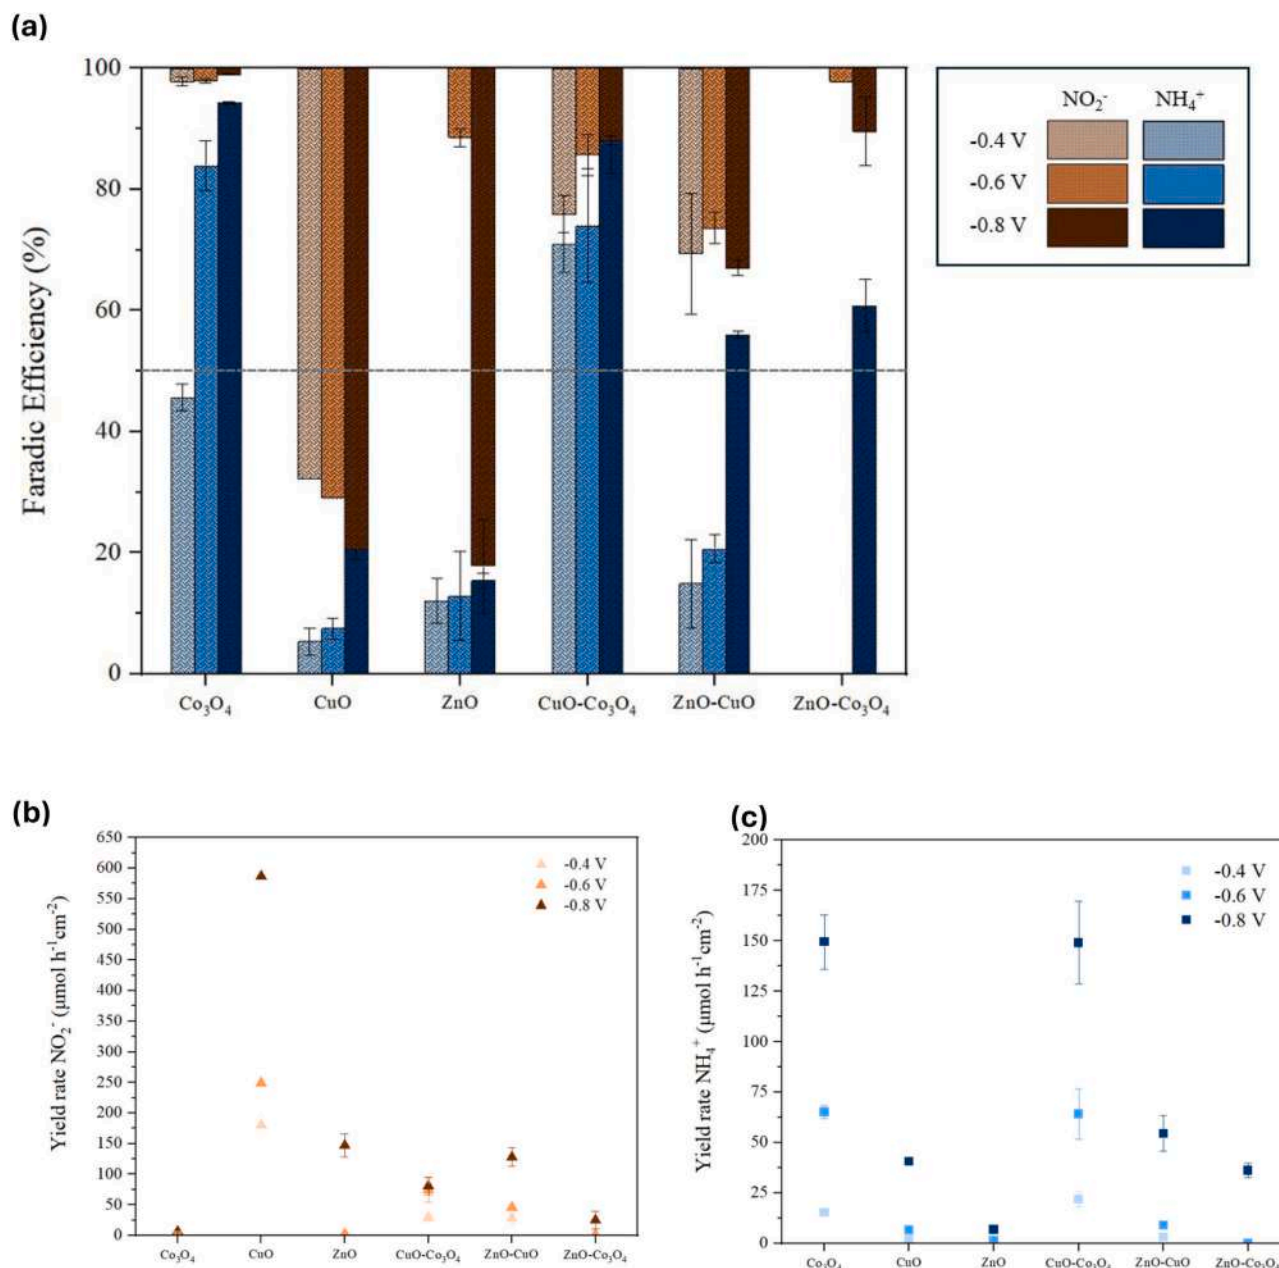 (a)
100
80
60
40
20
0
Faradic Efficiency (%)
Co₃O₄ CuO ZnO CuO-Co₃O₄ ZnO-CuO ZnO-Co₃O₄
NO₂⁻ NH₄⁺
-0.4 V
-0.6 V
-0.8 V
(b)
650
600
550
500
450
400
350
300
250
200
150
100
50
0
Yield rate NO₂⁻ (μmol h⁻¹cm⁻²)
-0.4 V
-0.6 V
-0.8 V
Co₃O₄ CuO ZnO CuO-Co₃O₄ ZnO-CuO ZnO-Co₃O₄
(c)
200
175
150
125
100
75
50
25
0
Yield rate NH₄⁺ (μmol h⁻¹cm⁻²)
-0.4 V
-0.6 V
-0.8 V
Co₃O₄ CuO ZnO CuO-Co₃O₄ ZnO-CuO ZnO-Co₃O₄